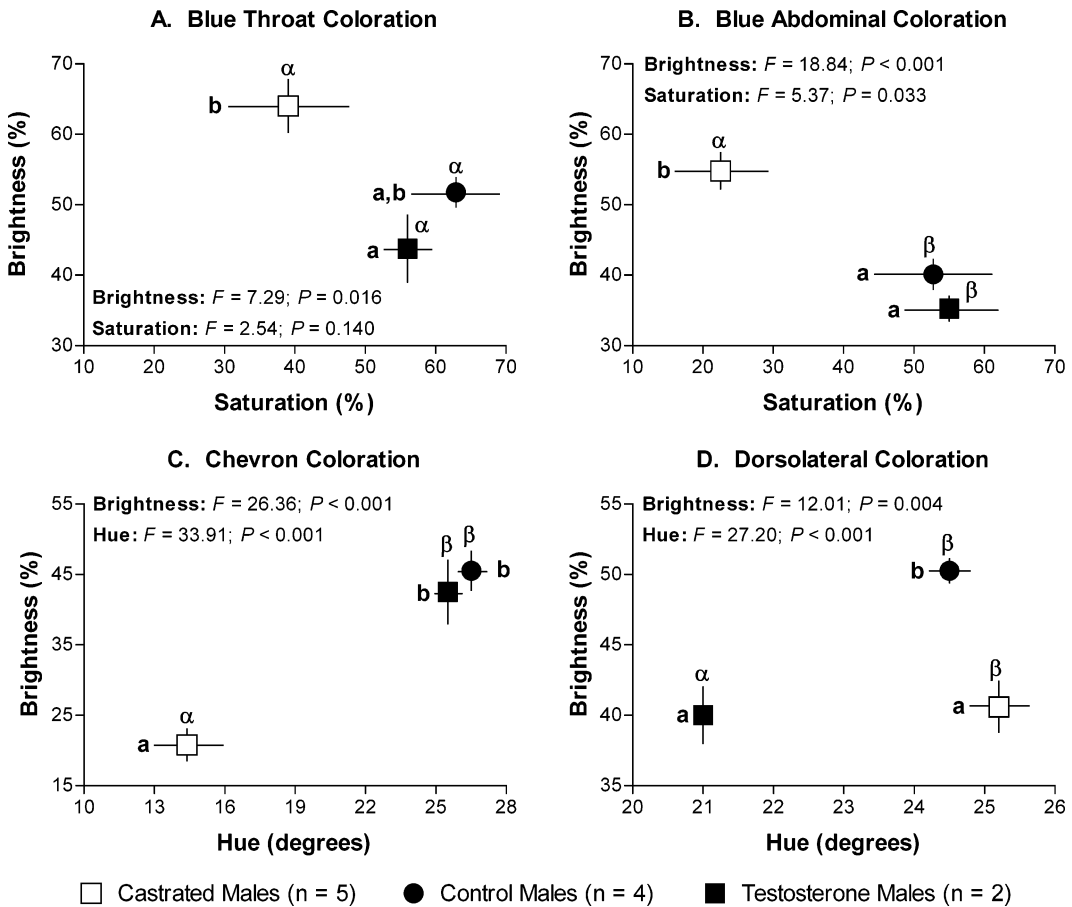 A. Blue Throat Coloration
70
60
50
40
30
Brightness (%)
α
b
α
a,b
α
a
Brightness: F = 7.29; P = 0.016
Saturation: F = 2.54; P = 0.140
10 20 30 40 50 60 70
Saturation (%)
B. Blue Abdominal Coloration
Brightness: F = 18.84; P < 0.001
Saturation: F = 5.37; P = 0.033
70
60
50
40
30
Brightness (%)
α
b
β
a
β
a
10 20 30 40 50 60 70
Saturation (%)
C. Chevron Coloration
Brightness: F = 26.36; P < 0.001
Hue: F = 33.91; P < 0.001
55
45
35
25
15
Brightness (%)
β β
b
b
α
a
10 13 16 19 22 25 28
Hue (degrees)
D. Dorsolateral Coloration
Brightness: F = 12.01; P = 0.004
Hue: F = 27.20; P < 0.001
55
50
45
40
35
Brightness (%)
β
b
α
a
β
a
20 21 22 23 24 25 26
Hue (degrees)
Castrated Males (n = 5) Control Males (n = 4) Testosterone Males (n = 2)